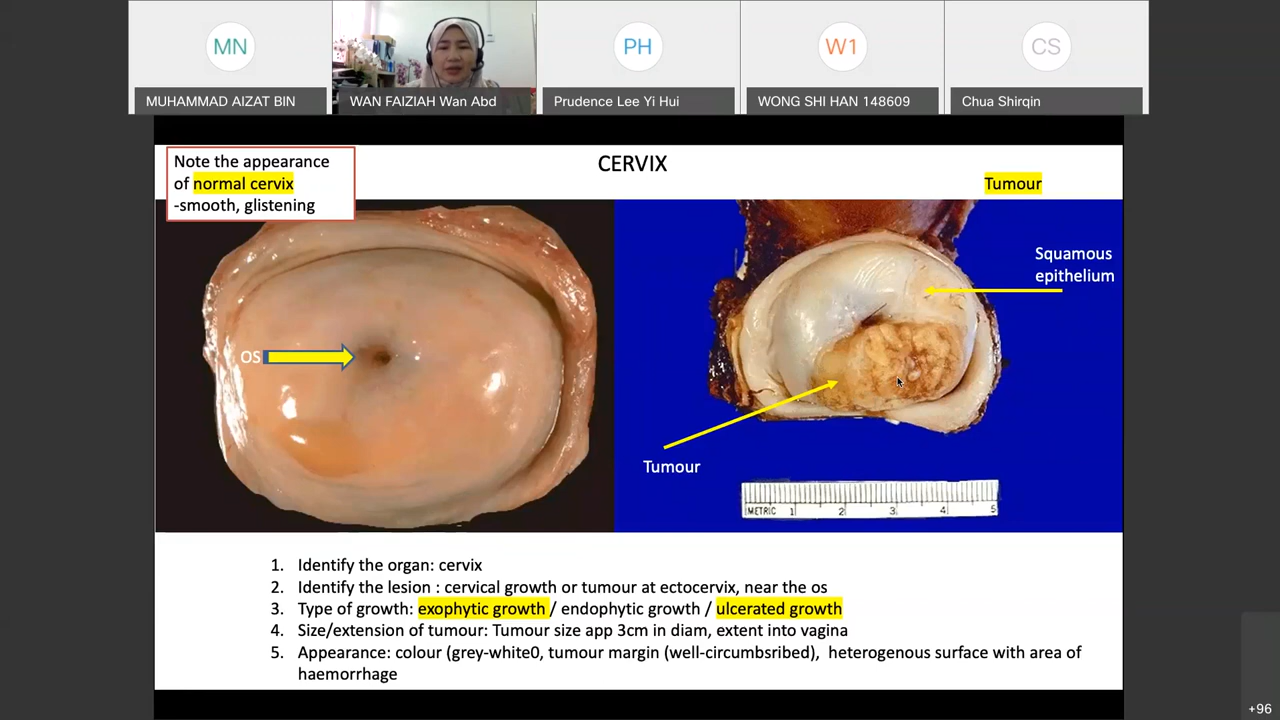 MN
PH
W1
CS
MUHAMMAD AIZAT BIN
WAN FAIZIAH Wan Abd
Prudence Lee Yi Hui
WONG SHI HAN 148609
Chua Shirqin
Note the appearance
of normal cervix
-smooth, glistening
CERVIX
Tumour
Squamous
epithelium
OS
Tumour
METRIC 1 2 3 4 5
1. Identify the organ: cervix
2. Identify the lesion : cervical growth or tumour at ectocervix, near the os
3. Type of growth: exophytic growth / endophytic growth / ulcerated growth
4. Size/extension of tumour: Tumour size app 3cm in diam, extent into vagina
5. Appearance: colour (grey-white0, tumour margin (well-circumbsribed), heterogenous surface with area of
haemorrhage
+96